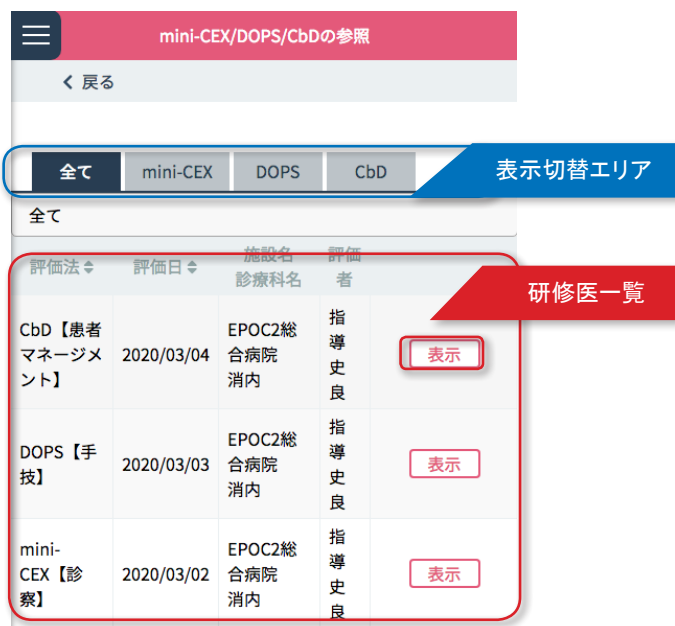 mini-CEX/DOPS/CbDの参照
戻る
全て mini-CEX DOPS CbD
表示切替エリア
全て
評価法 評価日 施設名 診療科名 評価者
研修医一覧
CbD【患者
マネージメ
ント】
2020/03/04
EPOC2総
合病院
消内
指
導
史
良
表示
DOPS【手
技】
2020/03/03
EPOC2総
合病院
消内
指
導
史
良
表示
mini-
CEX【診
察】
2020/03/02
EPOC2総
合病院
消内
指
導
史
良
表示